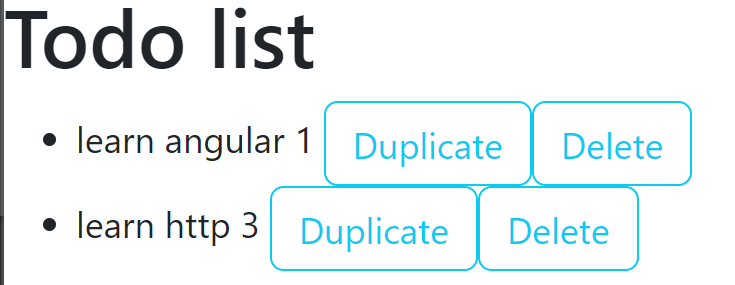 Todo list
learn angular 1 Duplicate Delete
learn http 3 Duplicate Delete